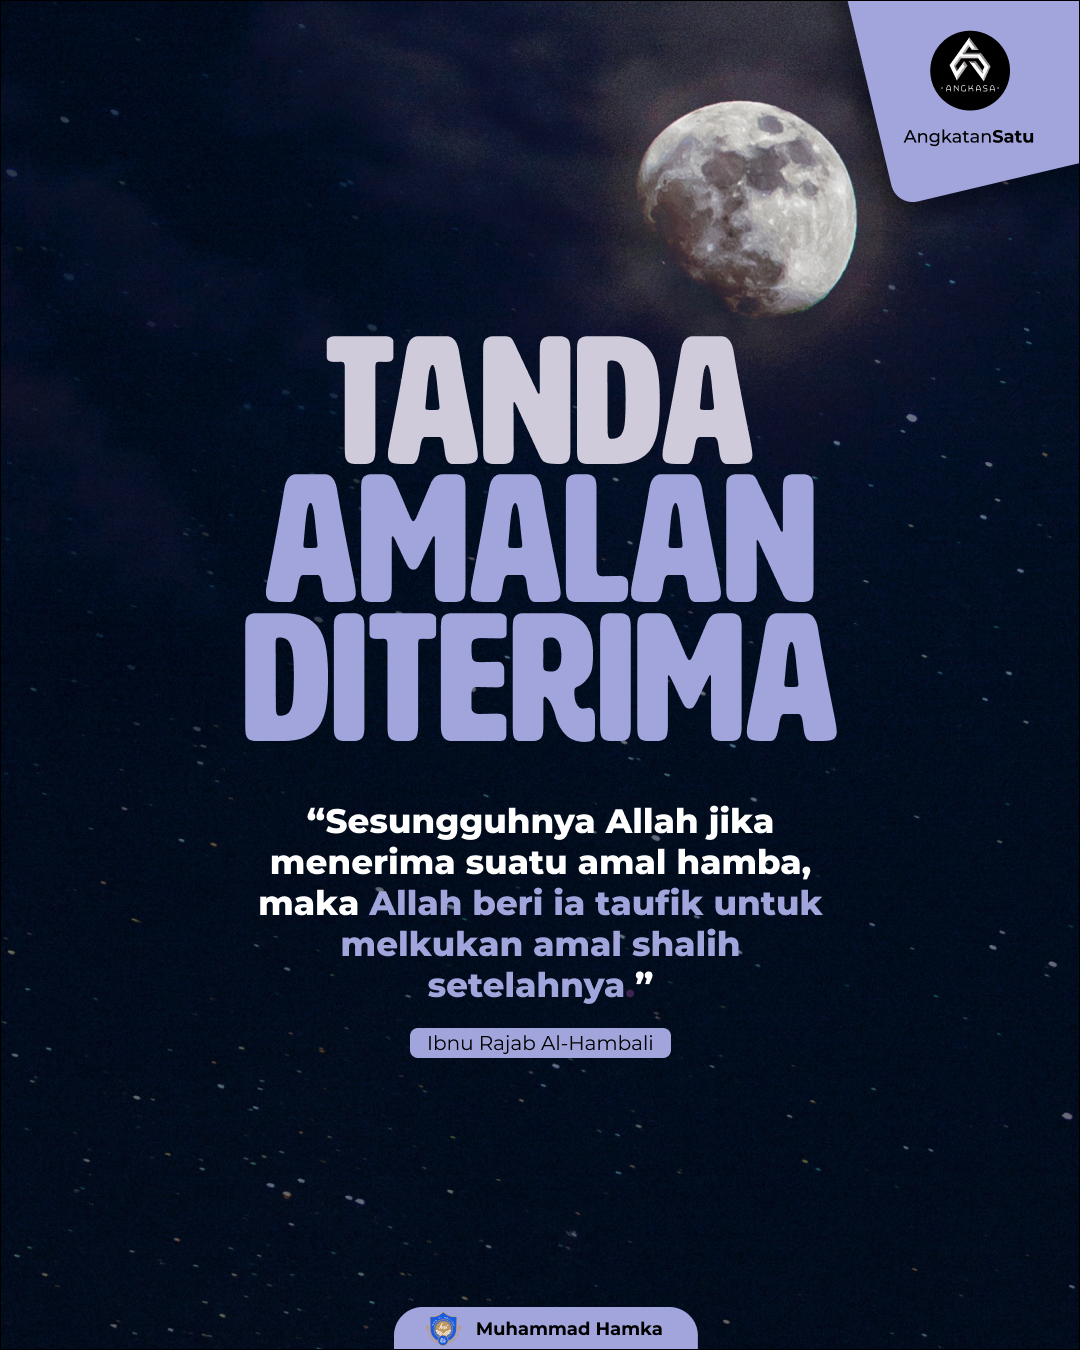 ANGKASA
AngkatanSatu
TANDA
AMALAN
DITERIMA
“Sesungguhnya Allah jika
menerima suatu amal hamba,
maka Allah beri ia taufik untuk
melkukan amal shalih
setelahnya.”
Ibnu Rajab Al-Hambali
Muhammad Hamka